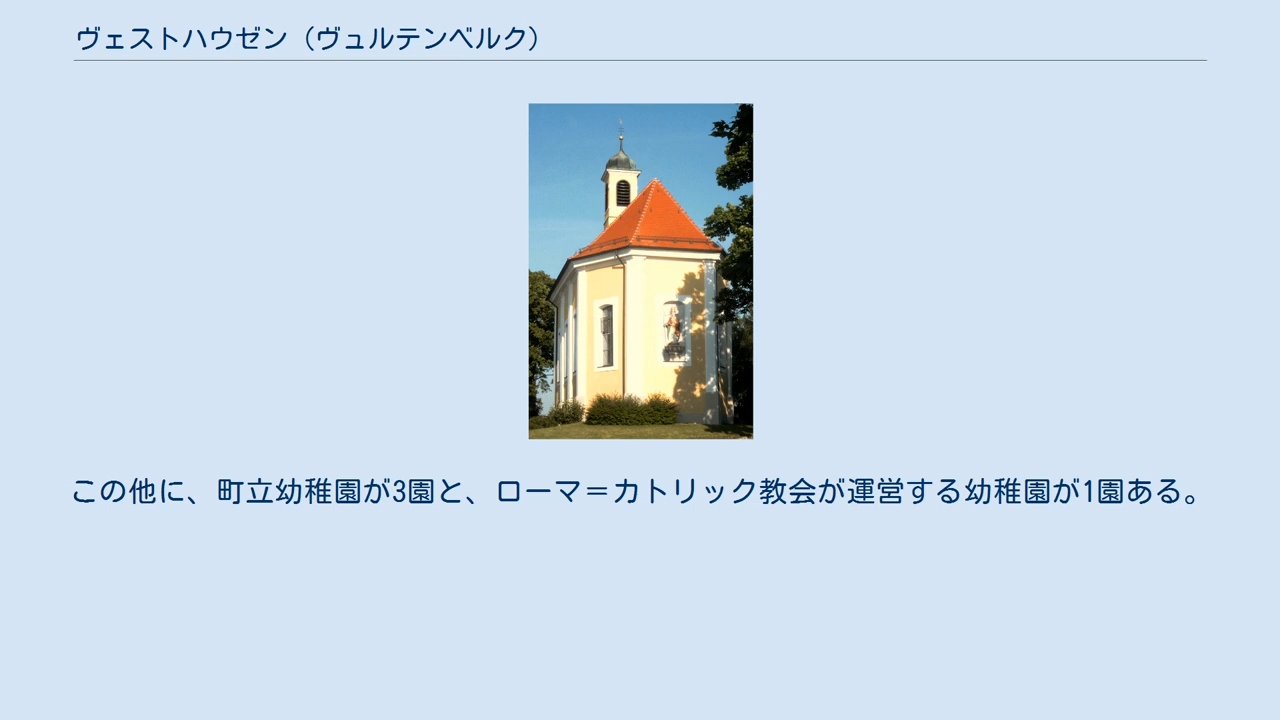 ヴェストハウゼン（ヴュルテンベルク）
この他に、町立幼稚園が3園と、ローマ＝カトリック教会が運営する幼稚園が1園ある。